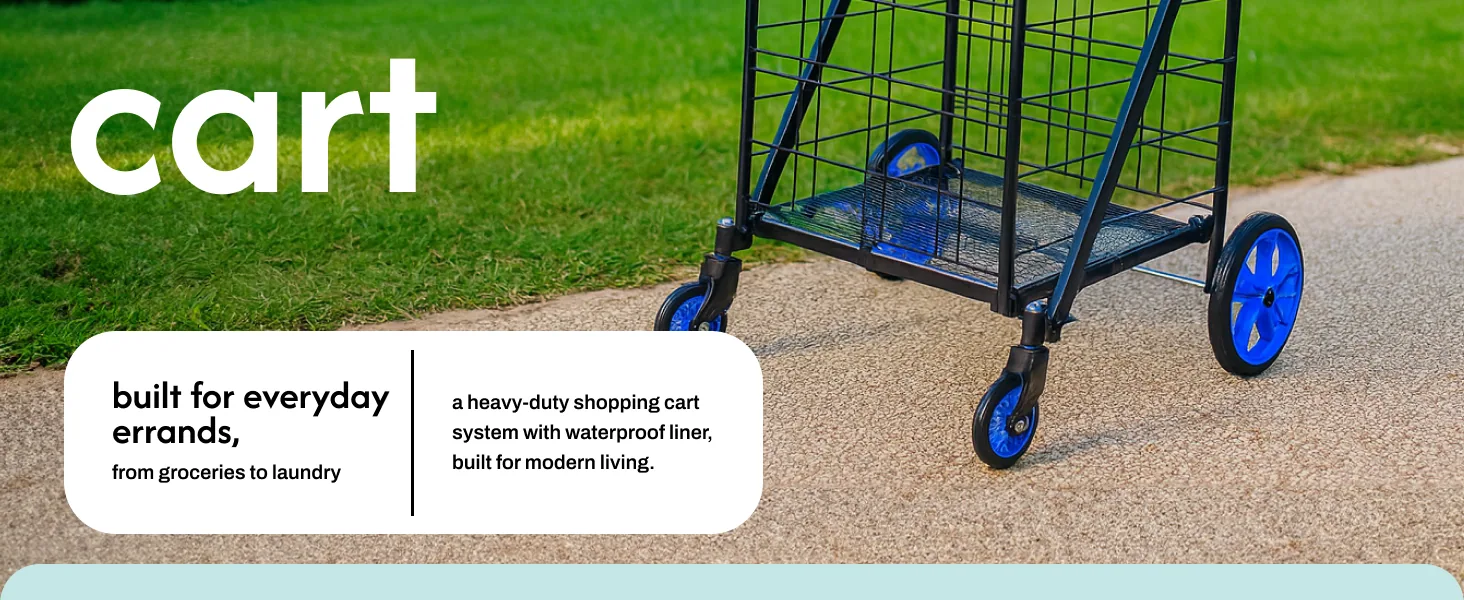 cart
built for everyday
errands,
from groceries to laundry
a heavy-duty shopping cart
system with waterproof liner,
built for modern living.